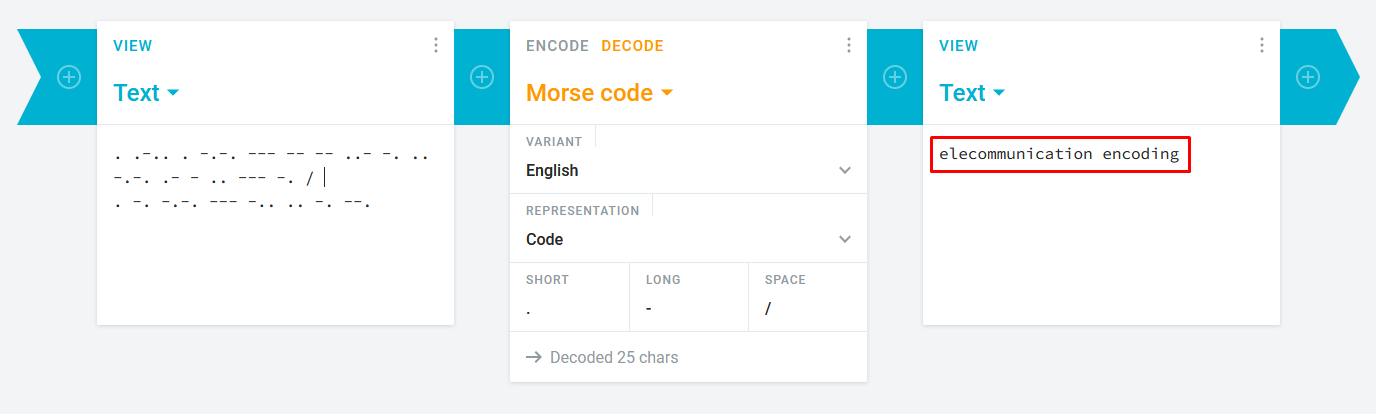 VIEW
Text
. .-.. . -.-. --- -- -- ..- -. ..
-.-. .- - .. --- -. /
. -. -.-. --- -.. .. -. --.
ENCODE DECODE
Morse code
VARIANT
English
REPRESENTATION
Code
SHORT LONG SPACE
. - /
→ Decoded 25 chars
VIEW
Text
elecommunication encoding